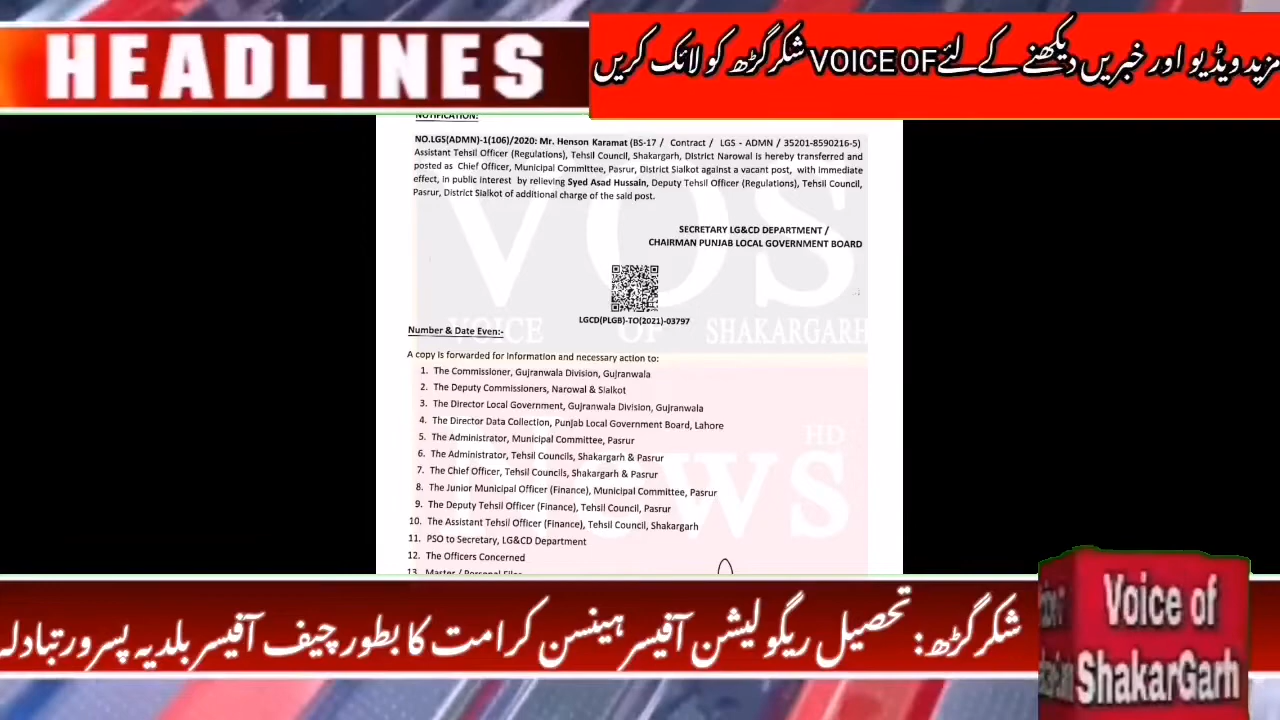 HEADLINES
مزید ویڈیو اور خبریں دیکھنے کے لئے VOICE OF شکرگڑھ کو لائک کریں
NOTIFICATION:
NO.LGS(ADMN)-1(106)/2020: Mr. Henson Karamat (BS-17 / Contract / LGS - ADMN / 35201-8590216-5)
Assistant Tehsil Officer (Regulations), Tehsil Council, Shakargarh, District Narowal is hereby transferred and
posted as Chief Officer, Municipal Committee, Pasrur, District Sialkot against a vacant post, with immediate
effect, in public interest by relieving Syed Asad Hussain, Deputy Tehsil Officer (Regulations), Tehsil Council,
Pasrur, District Sialkot of additional charge of the said post.
SECRETARY LG&CD DEPARTMENT /
CHAIRMAN PUNJAB LOCAL GOVERNMENT BOARD
VOS
VOICE OF SHAKARGARH
LGCD(PLGB)-TO(2021)-03797
Number & Date Even:-
A copy is forwarded for information and necessary action to:
1. The Commissioner, Gujranwala Division, Gujranwala
2. The Deputy Commissioners, Narowal & Sialkot
3. The Director Local Government, Gujranwala Division, Gujranwala
4. The Director Data Collection, Punjab Local Government Board, Lahore
5. The Administrator, Municipal Committee, Pasrur
6. The Administrator, Tehsil Councils, Shakargarh & Pasrur
7. The Chief Officer, Tehsil Councils, Shakargarh & Pasrur
8. The Junior Municipal Officer (Finance), Municipal Committee, Pasrur
9. The Deputy Tehsil Officer (Finance), Tehsil Council, Pasrur
10. The Assistant Tehsil Officer (Finance), Tehsil Council, Shakargarh
11. PSO to Secretary, LG&CD Department
12. The Officers Concerned
13. Master / Personal Files
HD
WS
شکرگڑھ: تحصیل ریگولیشن آفیسر ہینسن کرامت کا بطور چیف آفیسر بلدیہ پسرور تبادلہ
Voice of
ShakarGarh